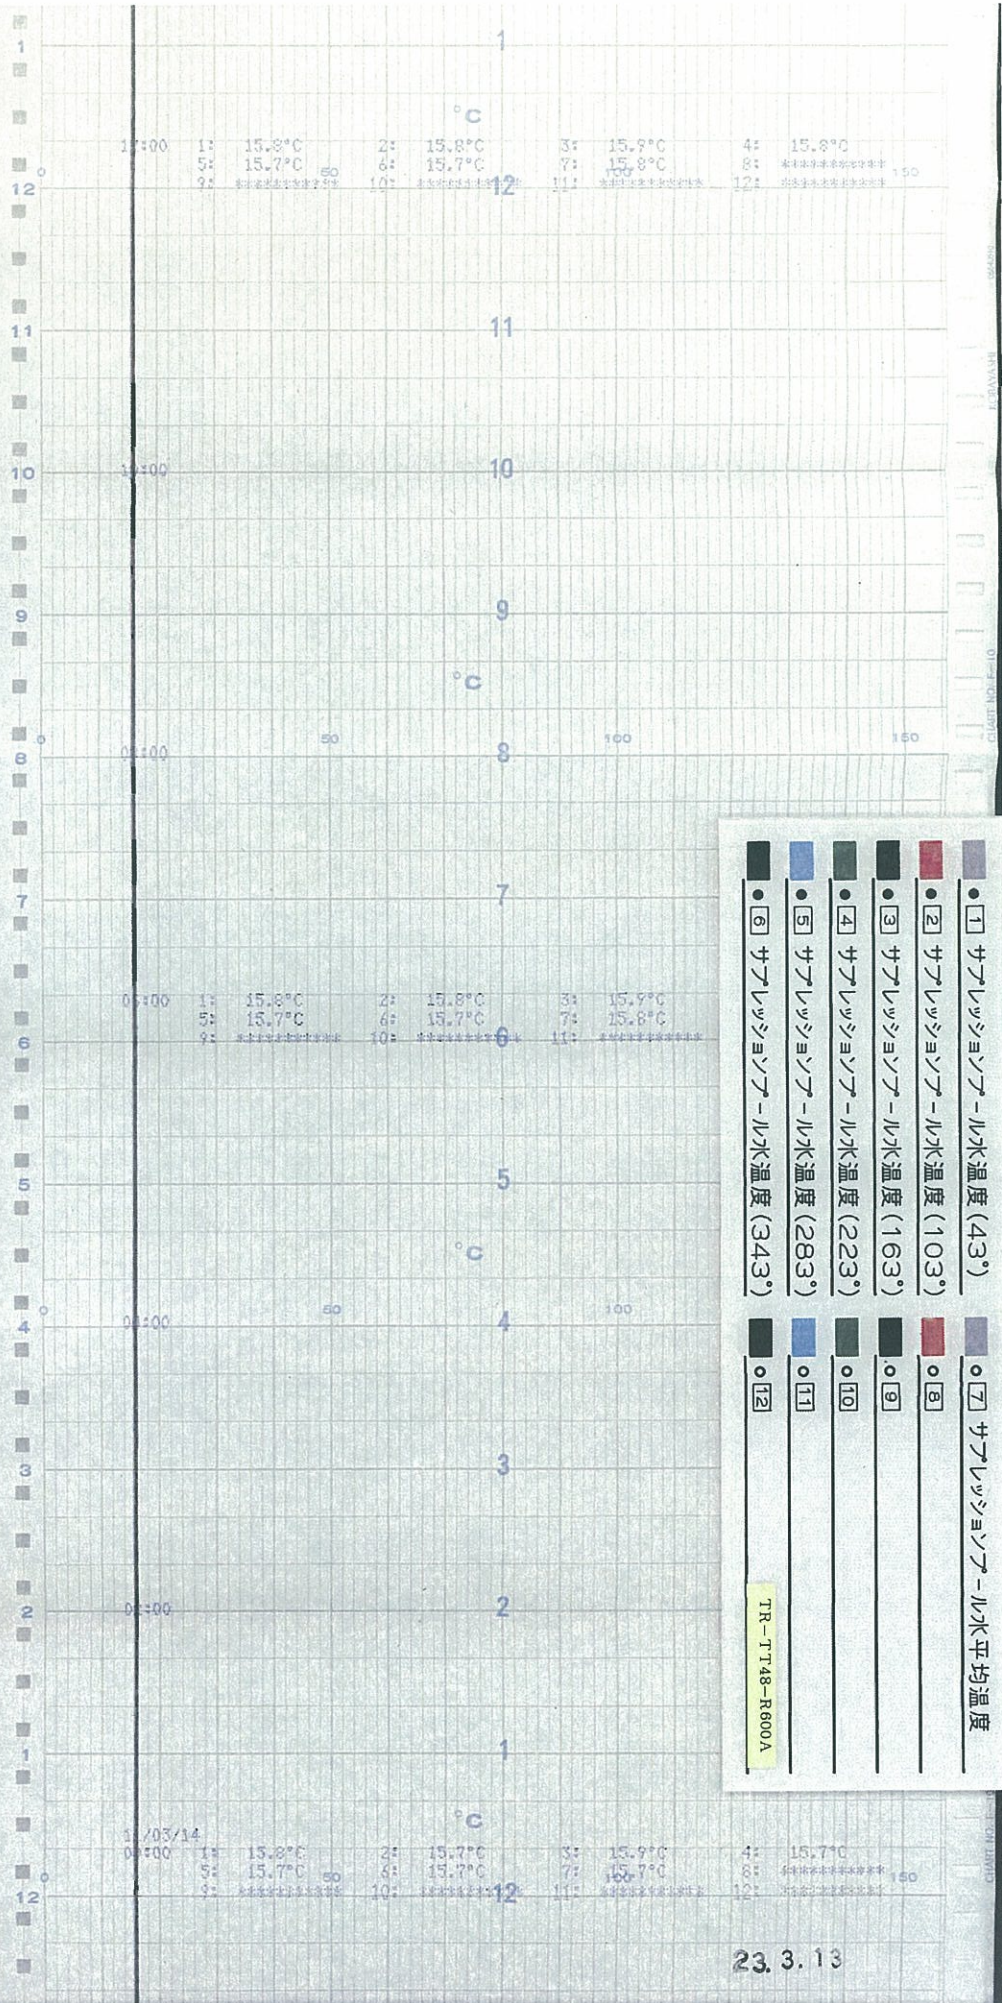 1
1
°C
12:00 1: 15.8°C 2: 15.8°C 3: 15.9°C 4: 15.8°C
5: 15.7°C 6: 15.7°C 7: 15.8°C 8: ***********
0 50 100 150
9: *********** 10: *********** 11: *********** 12: ***********
12 12
11 11
10 10:00 10
9 9
°C
0 50 100 150
8 08:00 8
7 7
06:00 1: 15.8°C 2: 15.8°C 3: 15.9°C
5: 15.7°C 6: 15.7°C 7: 15.8°C
9: *********** 10: *********** 11: ***********
6 6
5 5
°C
0 50 100
4 04:00 4
3 3
2 02:00 2
1 1
°C
11/03/14
00:00 1: 15.8°C 2: 15.7°C 3: 15.9°C 4: 15.7°C
5: 15.7°C 6: 15.7°C 7: 15.7°C 8: ***********
0 50 100 150
9: *********** 10: *********** 11: *********** 12: ***********
12 12
23.3.13
●1 サプレッションプール水温度(43°)
●2 サプレッションプール水温度(103°)
●3 サプレッションプール水温度(163°)
●4 サプレッションプール水温度(223°)
●5 サプレッションプール水温度(283°)
●6 サプレッションプール水温度(343°)
○7 サプレッションプール水平均温度
○8
○9
○10
○11
○12
TR-TT48-R600A